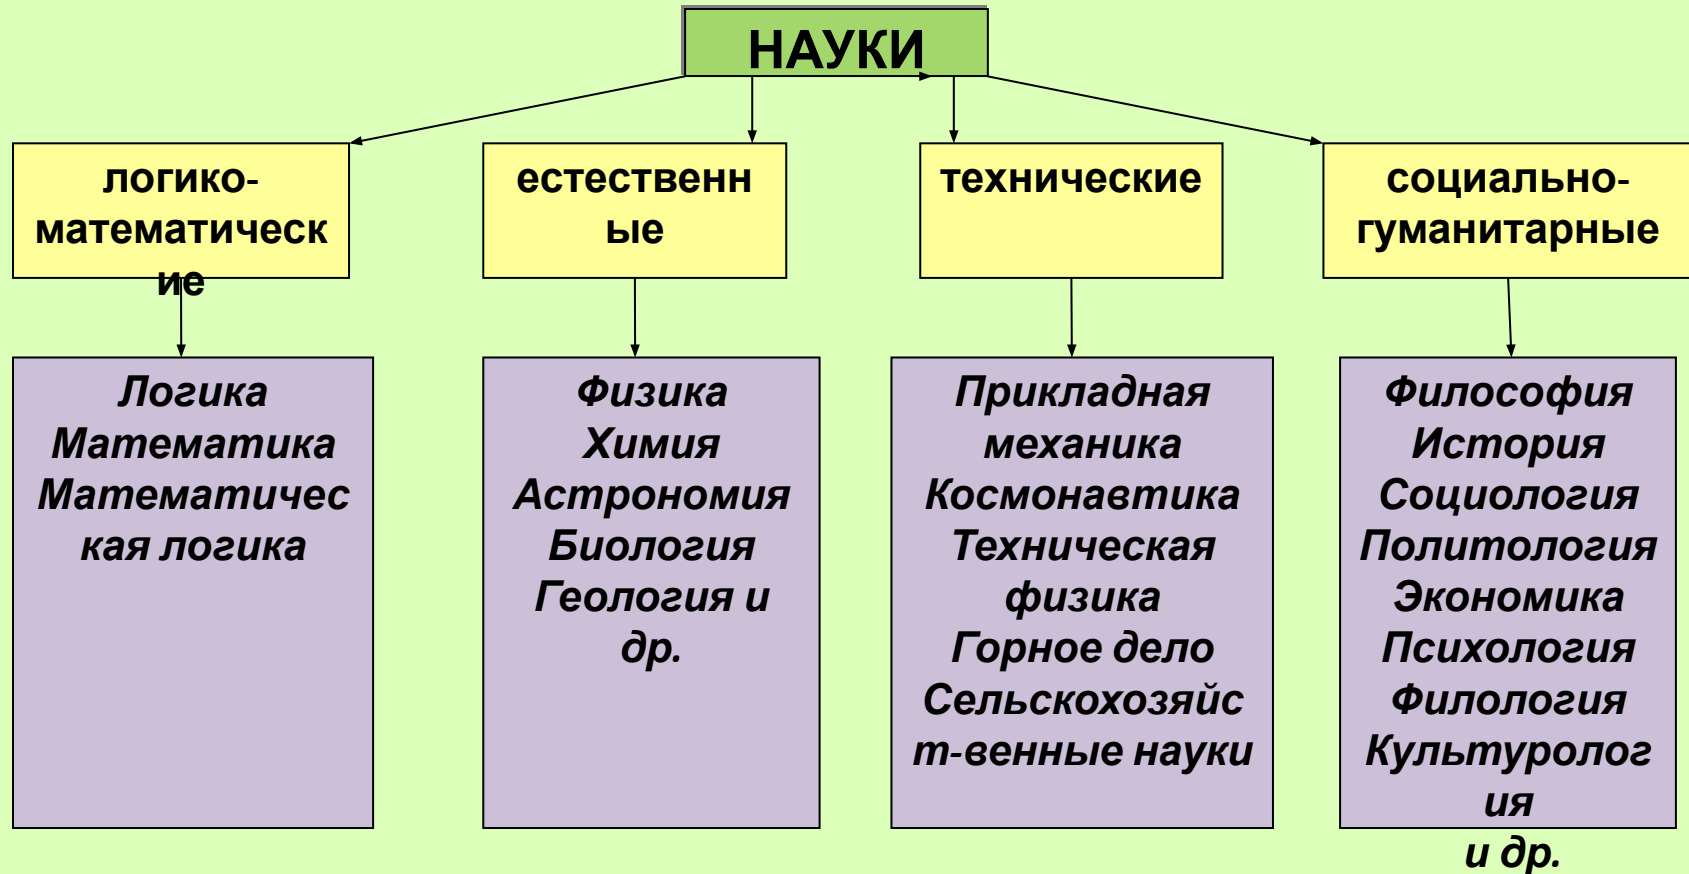 НАУКИ
логико-
математическ
ие
естественн
ые
технические
социально-
гуманитарные
Логика
Математика
Математичес
кая логика
Физика
Химия
Астрономия
Биология
Геология и
др.
Прикладная
механика
Космонавтика
Техническая
физика
Горное дело
Сельскохозяйс
т-венные науки
Философия
История
Социология
Политология
Экономика
Психология
Филология
Культуролог
ия
и др.